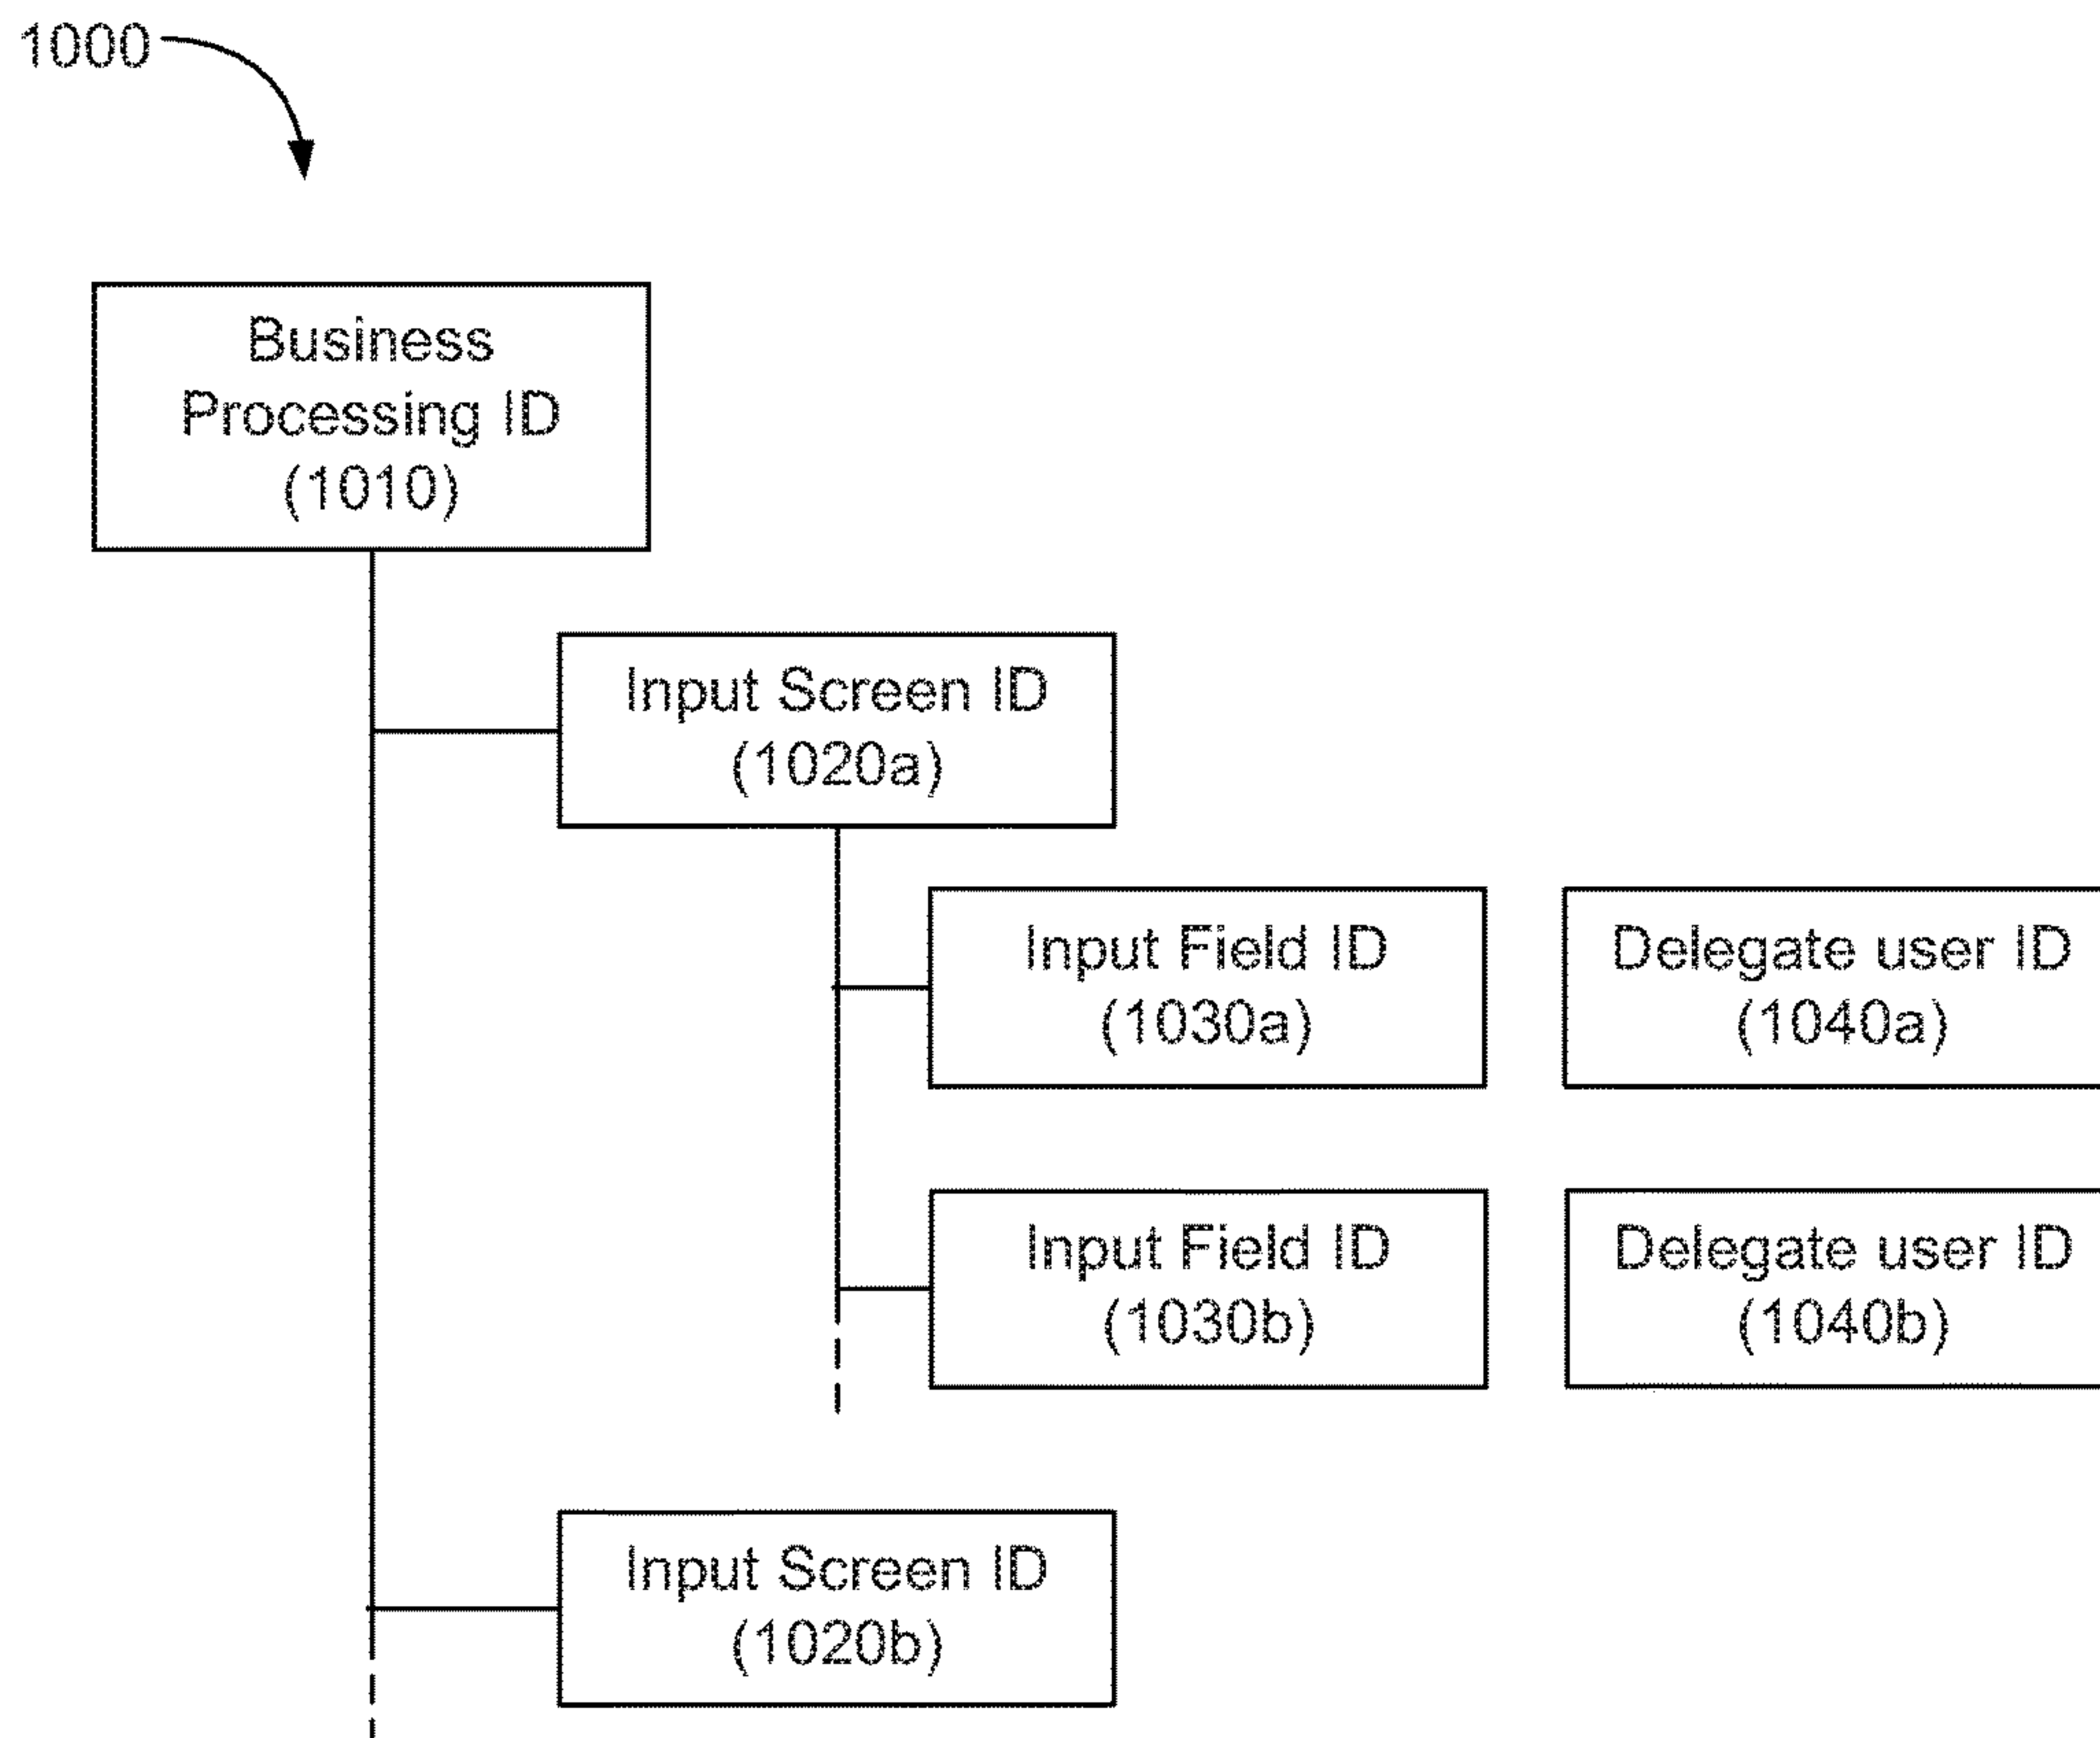 1000
Business
Processing ID
(1010)
Input Screen ID
(1020a)
Input Field ID
(1030a)
Delegate user ID
(1040a)
Input Field ID
(1030b)
Delegate user ID
(1040b)
Input Screen ID
(1020b)